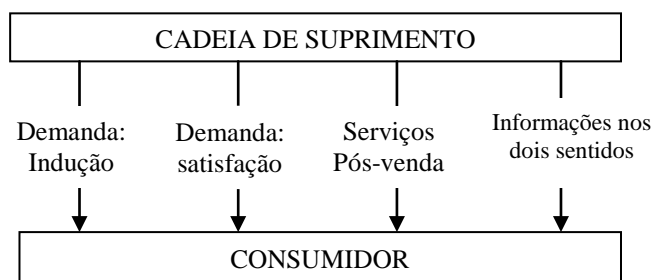 CADEIA DE SUPRIMENTO
Demanda:
Indução
Demanda:
satisfação
Serviços
Pós-venda
Informações nos
dois sentidos
CONSUMIDOR